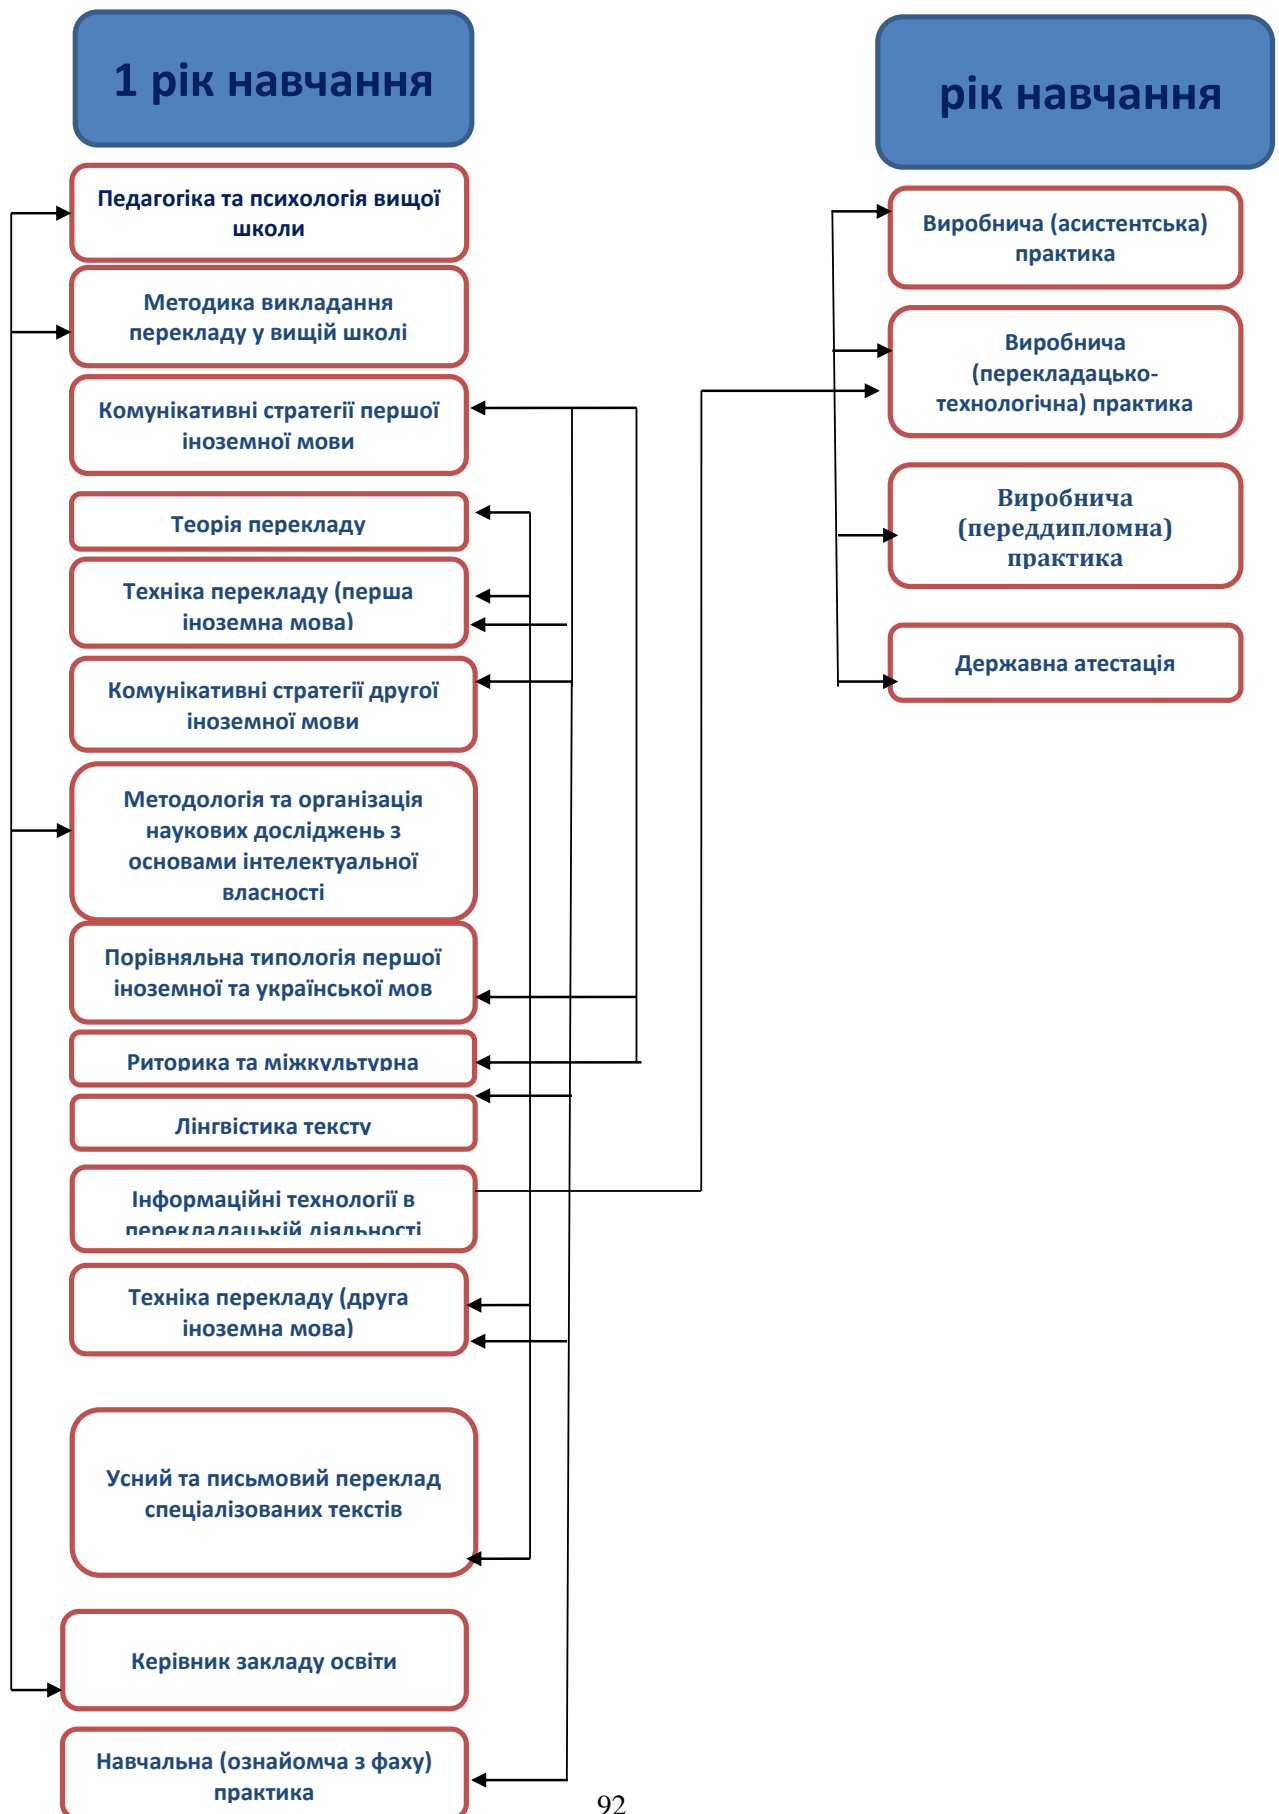 1 рік навчання
Педагогіка та психологія вищої
школи
Методика викладання
перекладу у вищій школі
Комунікативні стратегії першої
іноземної мови
Теорія перекладу
Техніка перекладу (перша
іноземна мова)
Комунікативні стратегії другої
іноземної мови
Методологія та організація
наукових досліджень з
основами інтелектуальної
власності
Порівняльна типологія першої
іноземної та української мов
Риторика та міжкультурна
Лінгвістика тексту
Інформаційні технології в
перекладацькій діяльності
Техніка перекладу (друга
іноземна мова)
Усний та письмовий переклад
спеціалізованих текстів
Керівник закладу освіти
Навчальна (ознайомча з фаху)
практика
рік навчання
Виробнича (асистентська)
практика
Виробнича
(перекладацько-
технологічна) практика
Виробнича
(переддипломна)
практика
Державна атестація
92